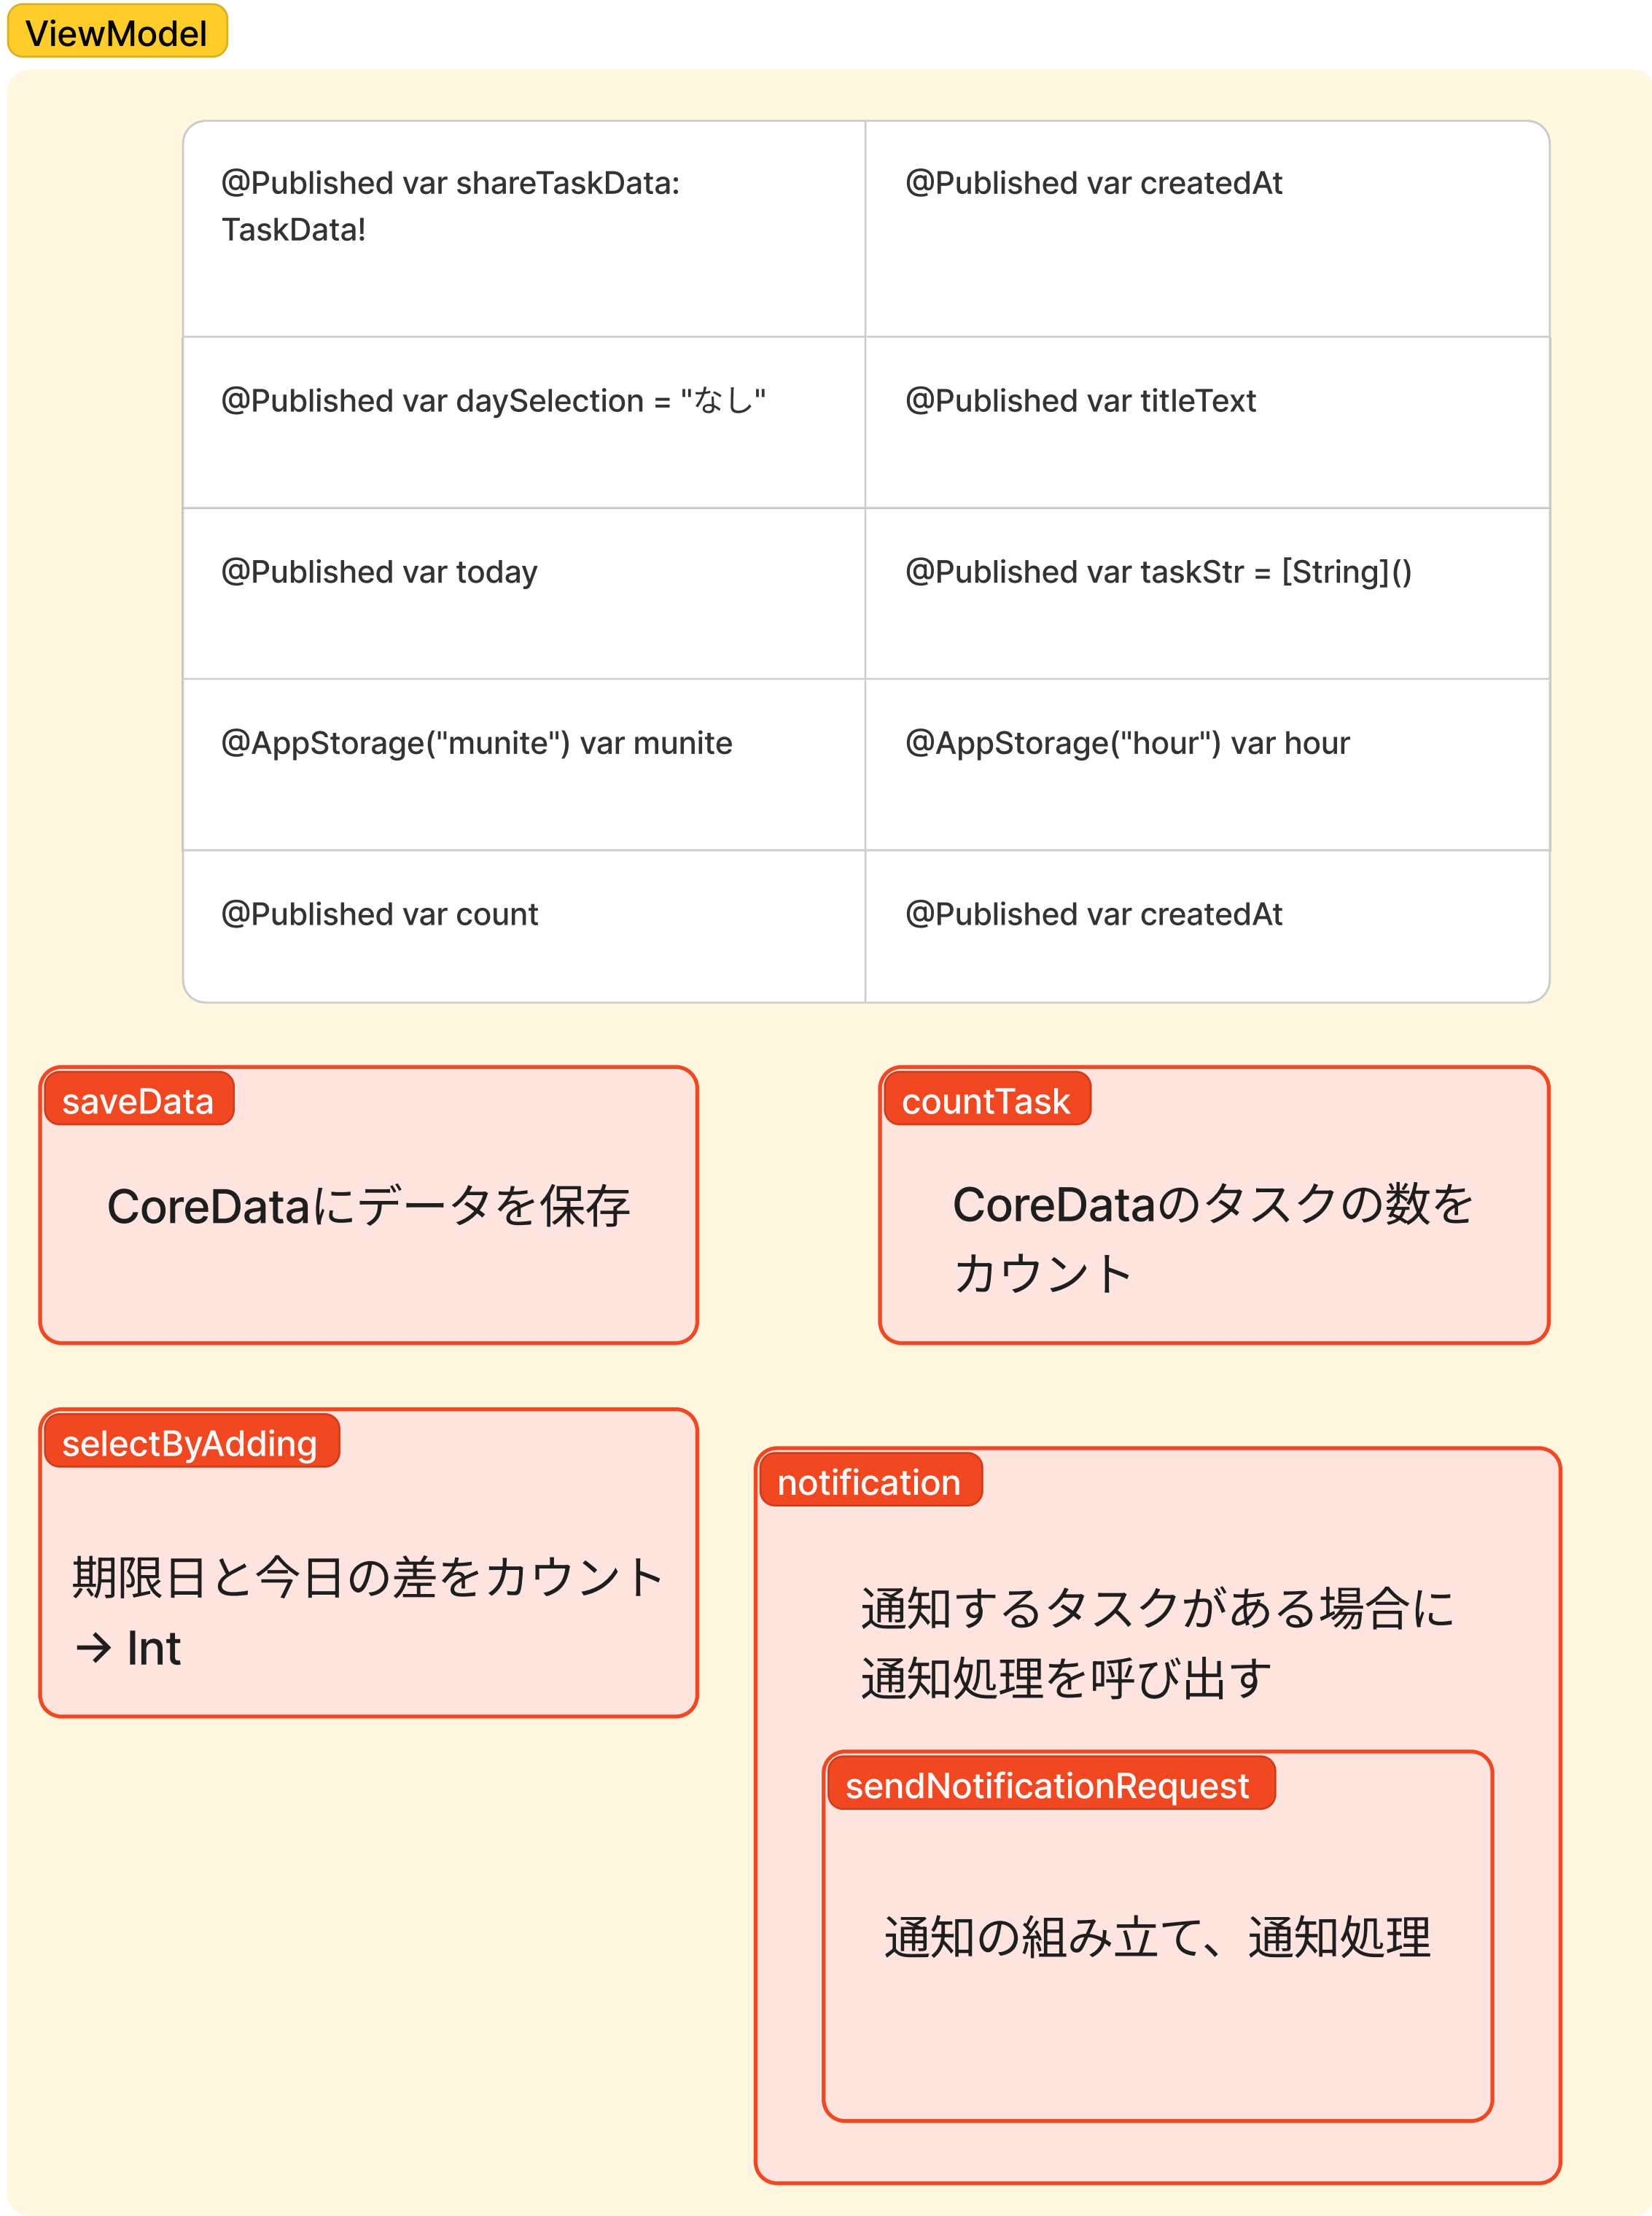 ViewModel
@Published var shareTaskData:
TaskData!
@Published var createdAt
@Published var daySelection = "なし"
@Published var titleText
@Published var today
@Published var taskStr = [String]()
@AppStorage("munite") var munite
@AppStorage("hour") var hour
@Published var count
@Published var createdAt
saveData
CoreDataにデータを保存
countTask
CoreDataのタスクの数を
カウント
selectByAdding
期限日と今日の差をカウント
→ Int
notification
通知するタスクがある場合に
通知処理を呼び出す
sendNotificationRequest
通知の組み立て、通知処理